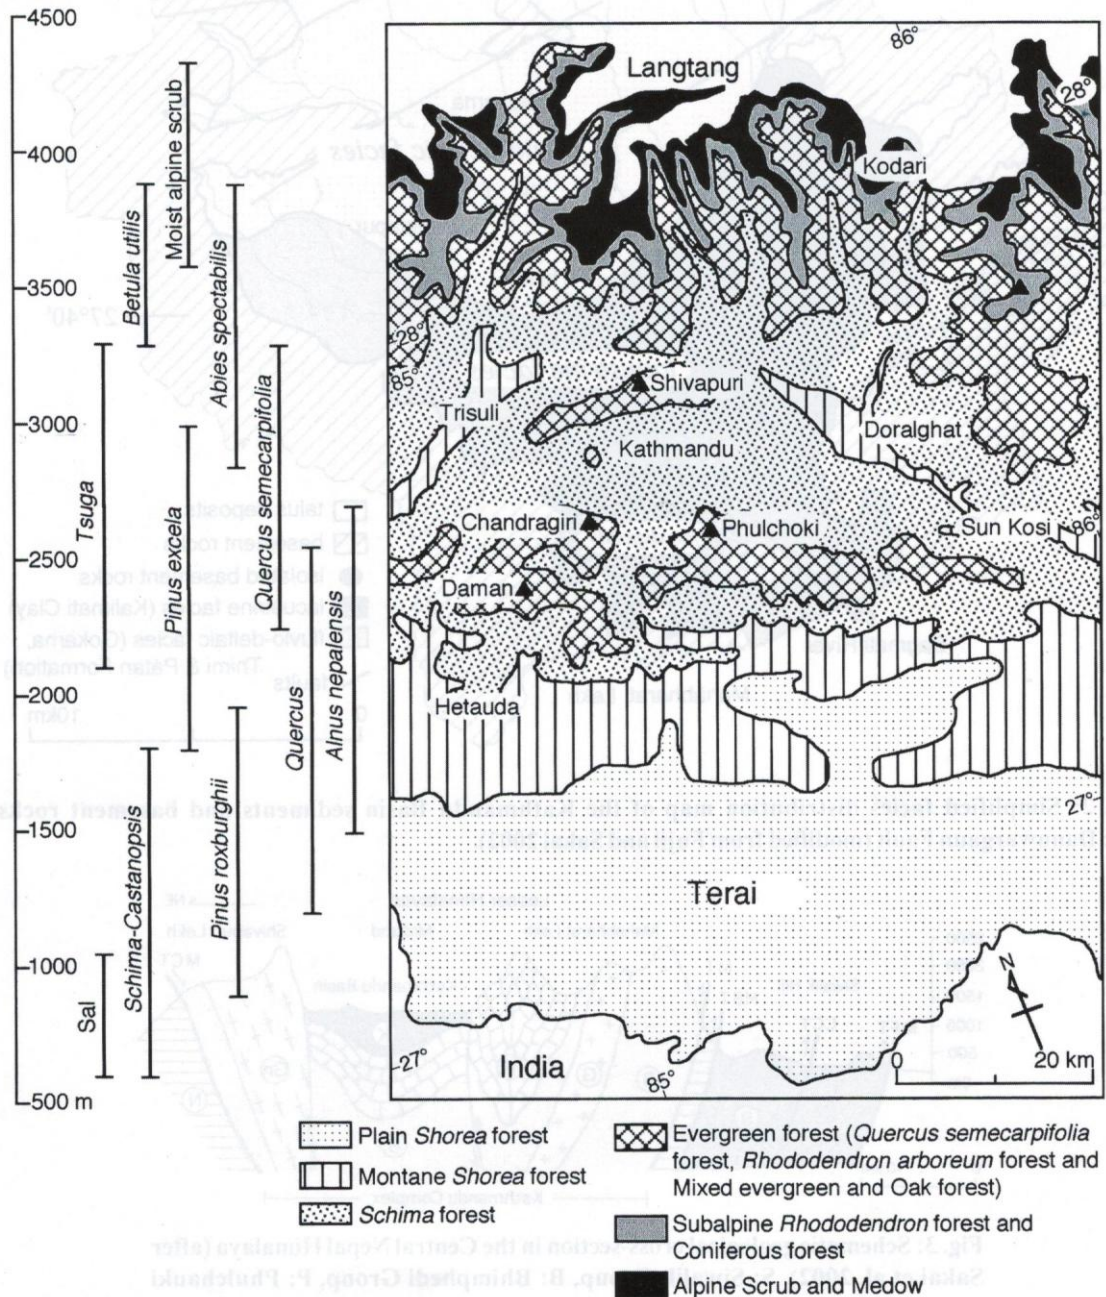 4500
4000
3500
3000
2500
2000
1500
1000
500 m
Betula utilis
Moist alpine scrub
Abies spectabilis
Tsuga
Pinus excela
Quercus semecarpifolia
Quercus
Alnus nepalensis
Schima-Castanopsis
Pinus roxburghii
Sal
86°
Langtang
28°
Kodari
28°
85°
Shivapuri
Trisuli
Doralghat
Kathmandu
Chandragiri
Phulchoki
Sun Kosi
86°
Daman
Hetauda
27°
Terai
N
27°
India
85°
0
20 km
Plain Shorea forest
Montane Shorea forest
Schima forest
Evergreen forest (Quercus semecarpifolia
forest, Rhododendron arboreum forest and
Mixed evergreen and Oak forest)
Subalpine Rhododendron forest and
Coniferous forest
Alpine Scrub and Medow